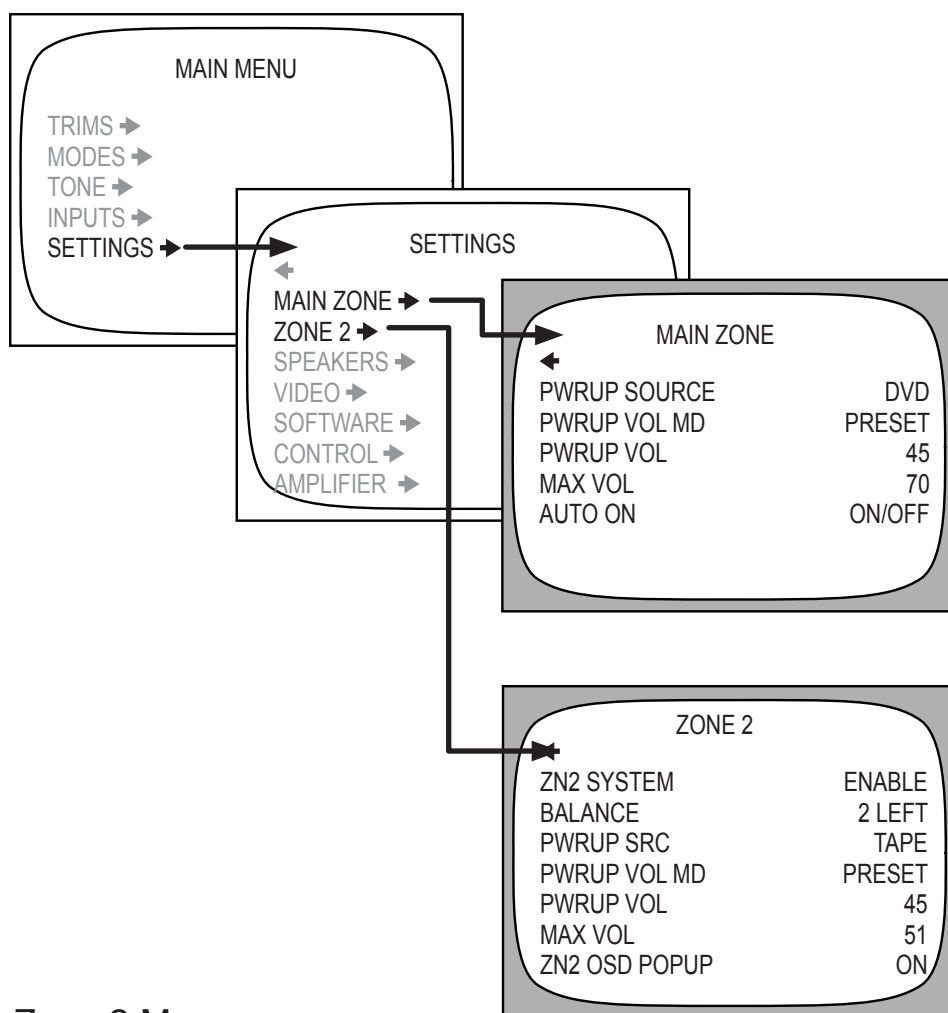 MAIN MENU
TRIMS
MODES
TONE
INPUTS
SETTINGS
SETTINGS
MAIN ZONE
ZONE 2
SPEAKERS
VIDEO
SOFTWARE
CONTROL
AMPLIFIER
MAIN ZONE
PWRUP SOURCE DVD
PWRUP VOL MD PRESET
PWRUP VOL 45
MAX VOL 70
AUTO ON ON/OFF
ZONE 2
ZN2 SYSTEM ENABLE
BALANCE 2 LEFT
PWRUP SRC TAPE
PWRUP VOL MD PRESET
PWRUP VOL 45
MAX VOL 51
ZN2 OSD POPUP ON